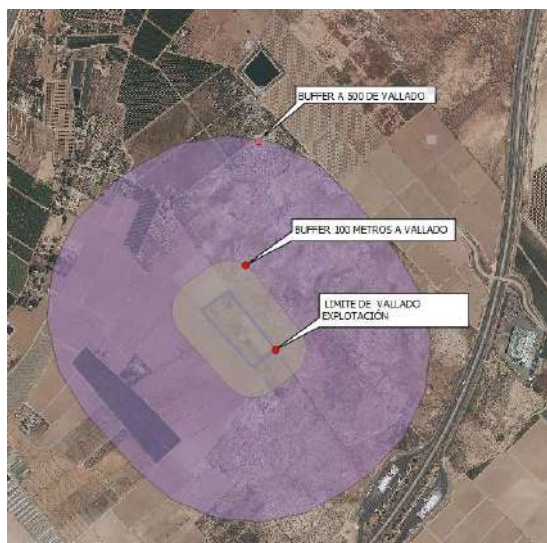 BUFFER A 500 DE VALLADO
BUFFER 100 METROS A VALLADO
LIMITE DE VALLADO
EXPLOTACIÓN